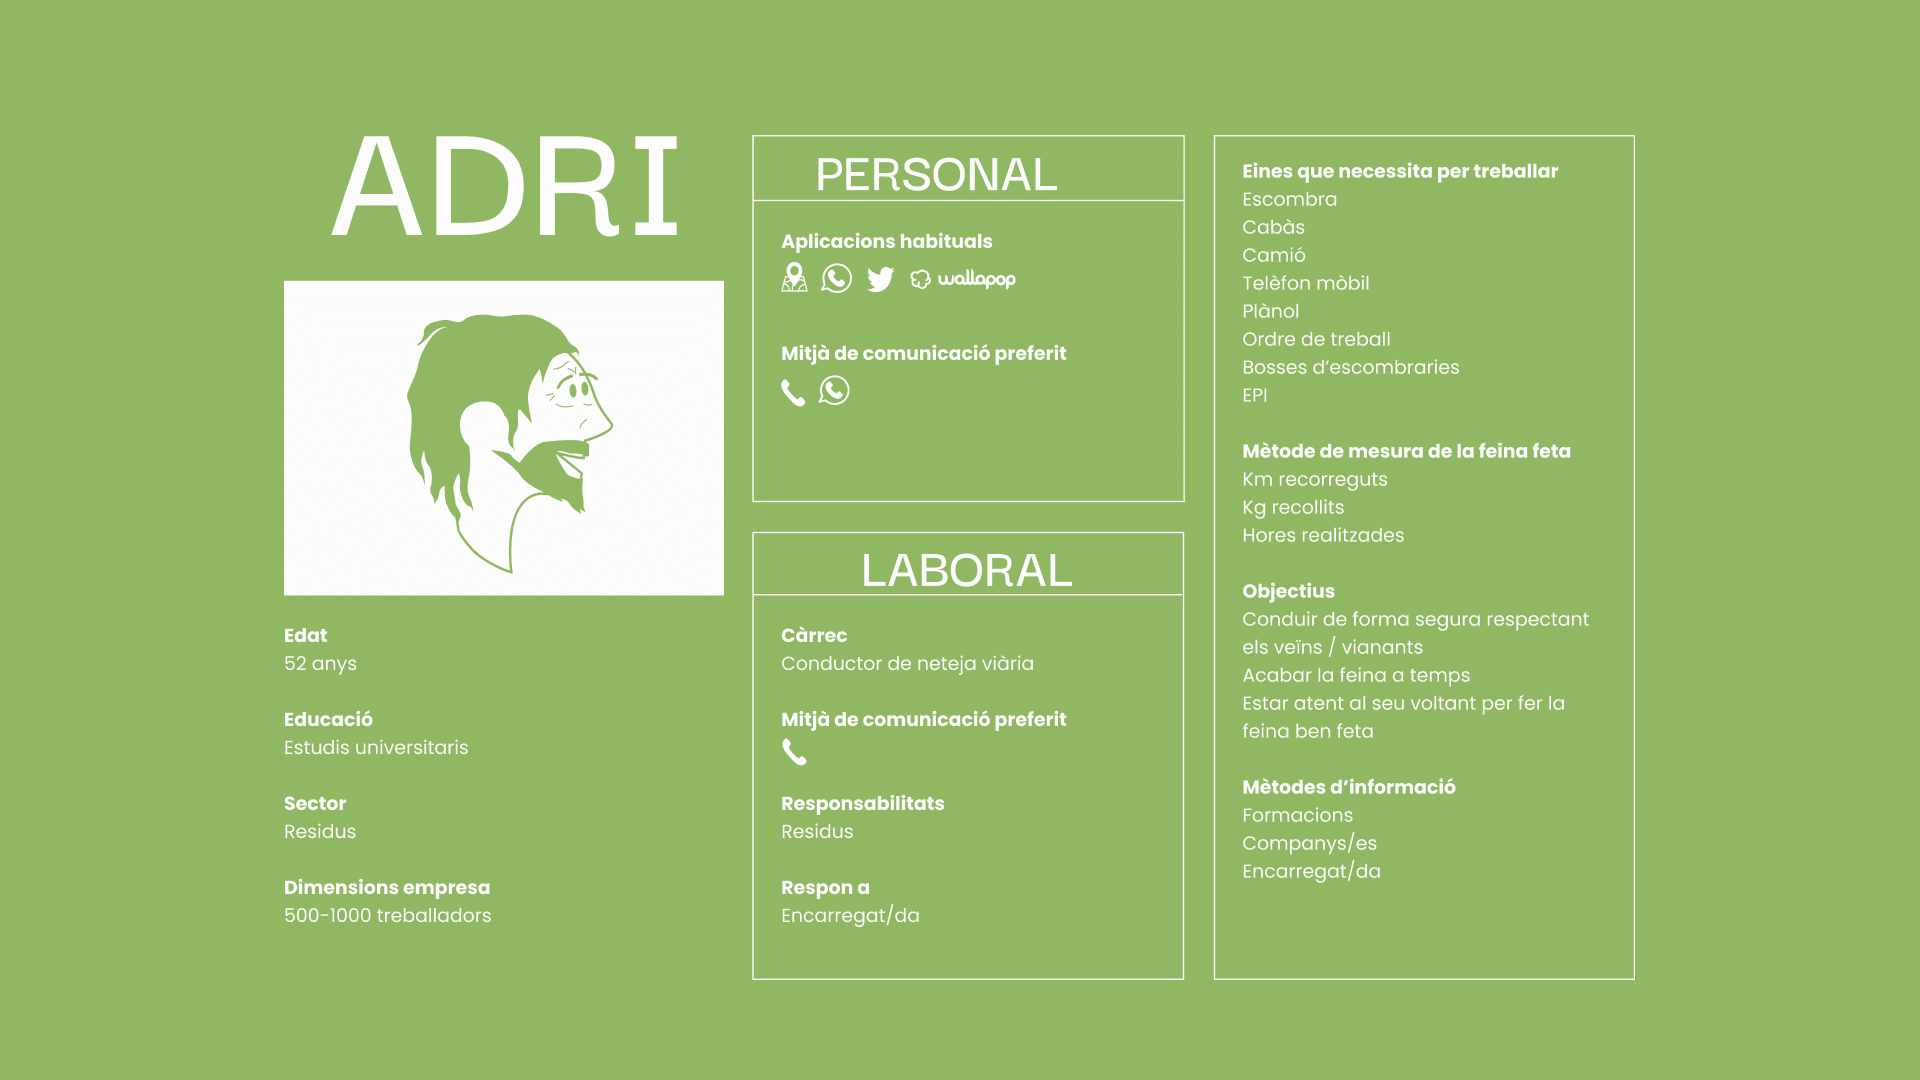 ADRI
Edat
52 anys
Educació
Estudis universitaris
Sector
Residus
Dimensions empresa
500-1000 treballadors
PERSONAL
Aplicacions habituals
wallapop
Mitjà de comunicació preferit
LABORAL
Càrrec
Conductor de neteja viària
Mitjà de comunicació preferit
Responsabilitats
Residus
Respon a
Encarregat/da
Eines que necessita per treballar
Escombra
Cabàs
Camió
Telèfon mòbil
Plànol
Ordre de treball
Bosses d’escombraries
EPI
Mètode de mesura de la feina feta
Km recorreguts
Kg recollits
Hores realitzades
Objectius
Conduir de forma segura respectant
els veïns / vianants
Acabar la feina a temps
Estar atent al seu voltant per fer la
feina ben feta
Mètodes d’informació
Formacions
Companys/es
Encarregat/da